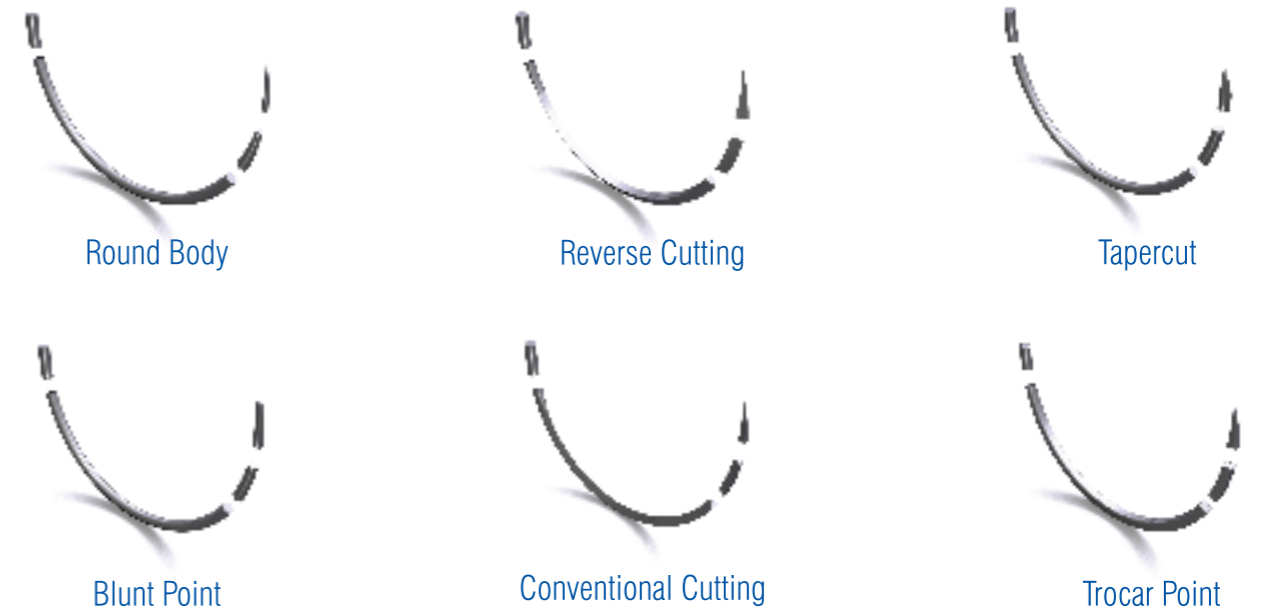 Round Body
Reverse Cutting
Tapercut
Blunt Point
Conventional Cutting
Trocar Point